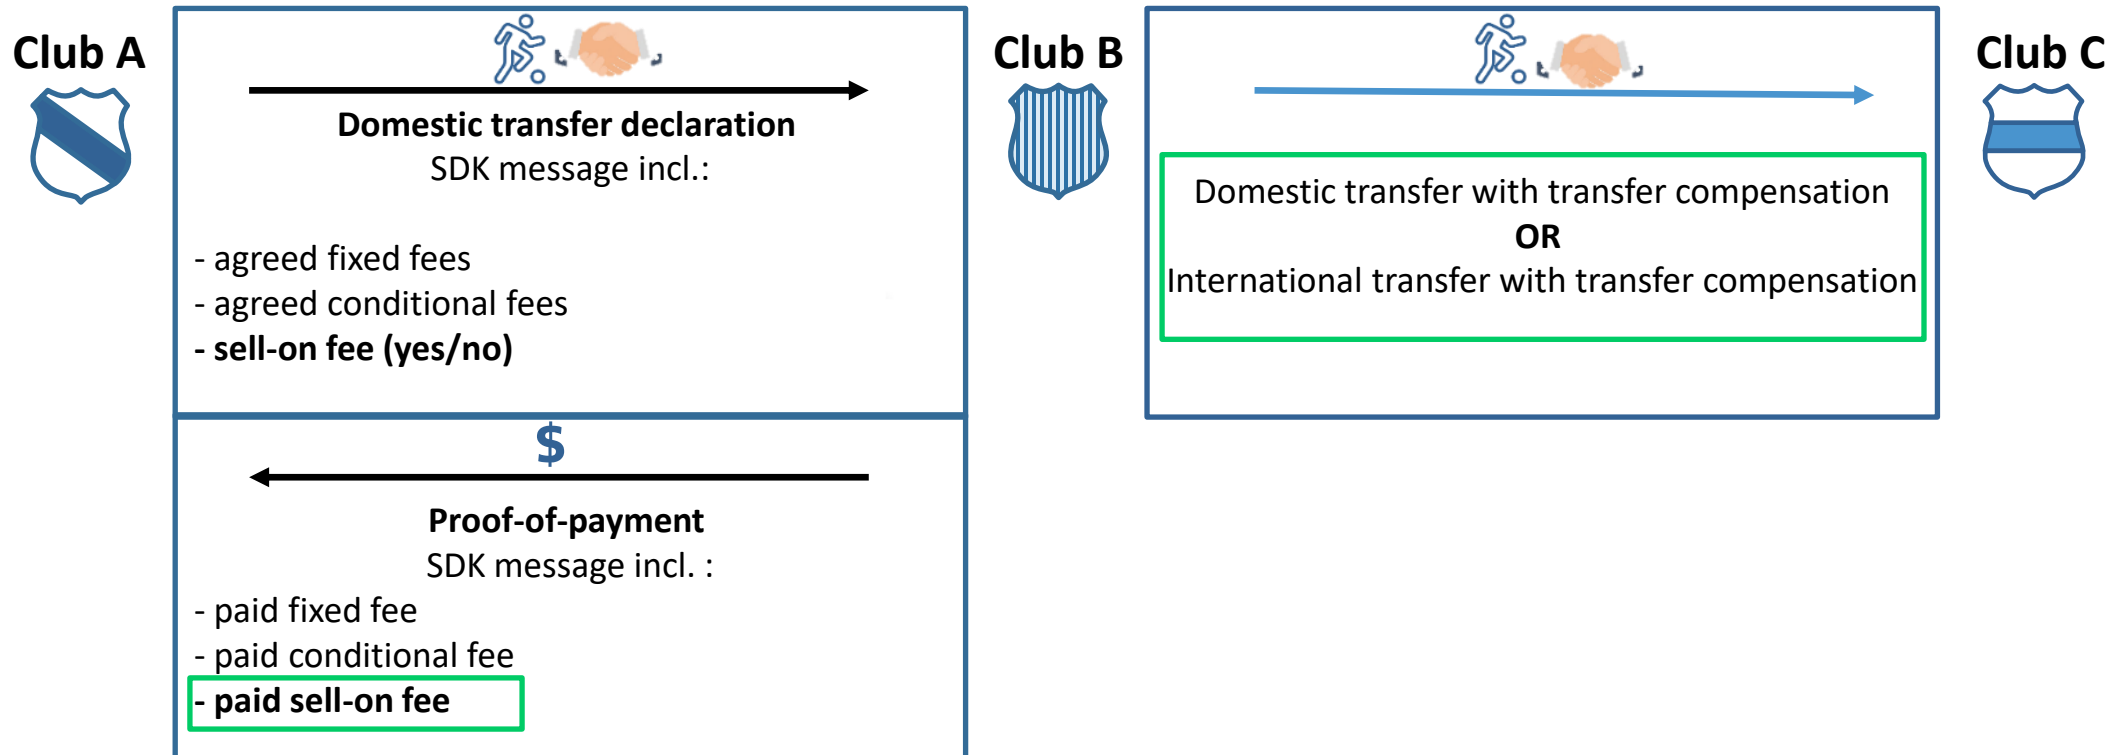 Club A
Domestic transfer declaration
SDK message incl.:
- agreed fixed fees
- agreed conditional fees
- sell-on fee (yes/no)
$
Proof-of-payment
SDK message incl. :
- paid fixed fee
- paid conditional fee
- paid sell-on fee
Club B
Domestic transfer with transfer compensation
OR
International transfer with transfer compensation
Club C